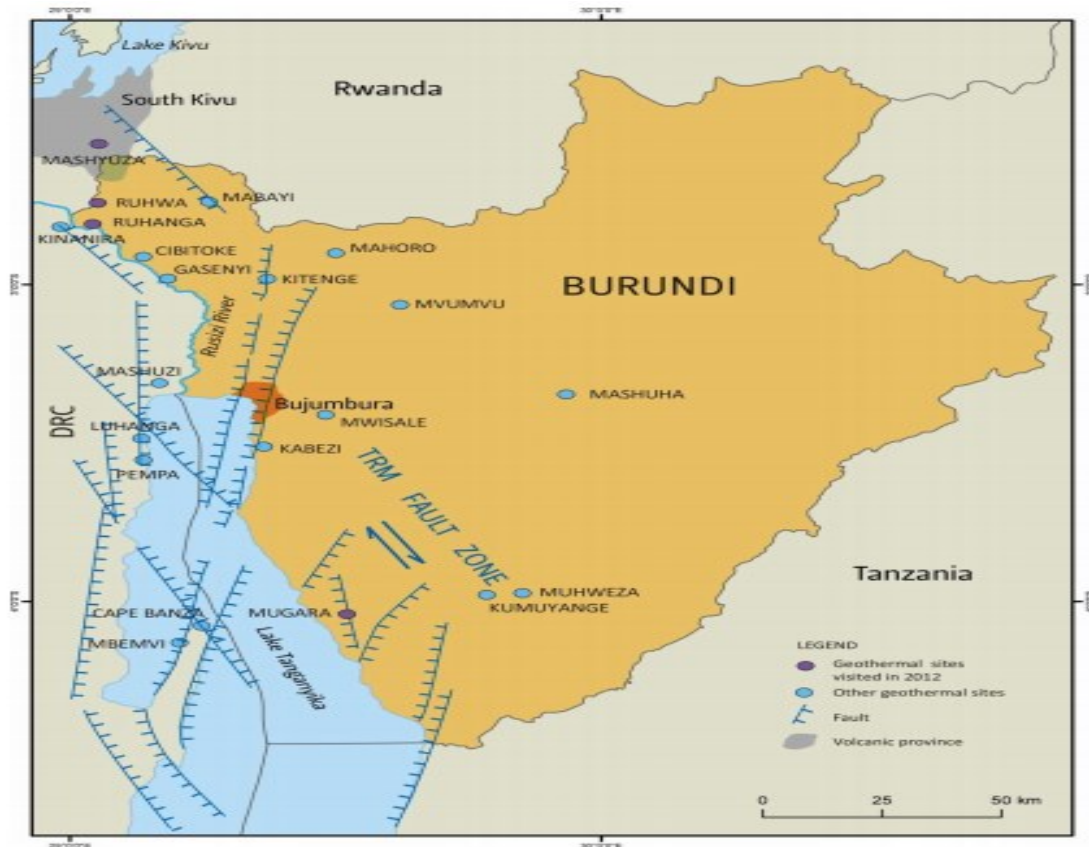 Lake Kivu
South Kivu
Rwanda
MASHYUZA
RUHWA
MABAYI
RUHANGA
KINANIRA
CIBITOKE
MAHORO
GASENYI
KITENGE
BURUNDI
MVUMVU
Rusizi River
MASHUZI
MASHUHA
Bujumbura
DRC
LUHANGA
MWISALE
KABEZI
PEMPA
TRM FAULT ZONE
Tanzania
MUHWEZA
KUMUYANGE
CAPE BANZA
MUGARA
MBEMVI
Lake Tanganyika
LEGEND
Geothermal sites
visited in 2012
Other geothermal sites
Fault
Volcanic province
0 25 50 km